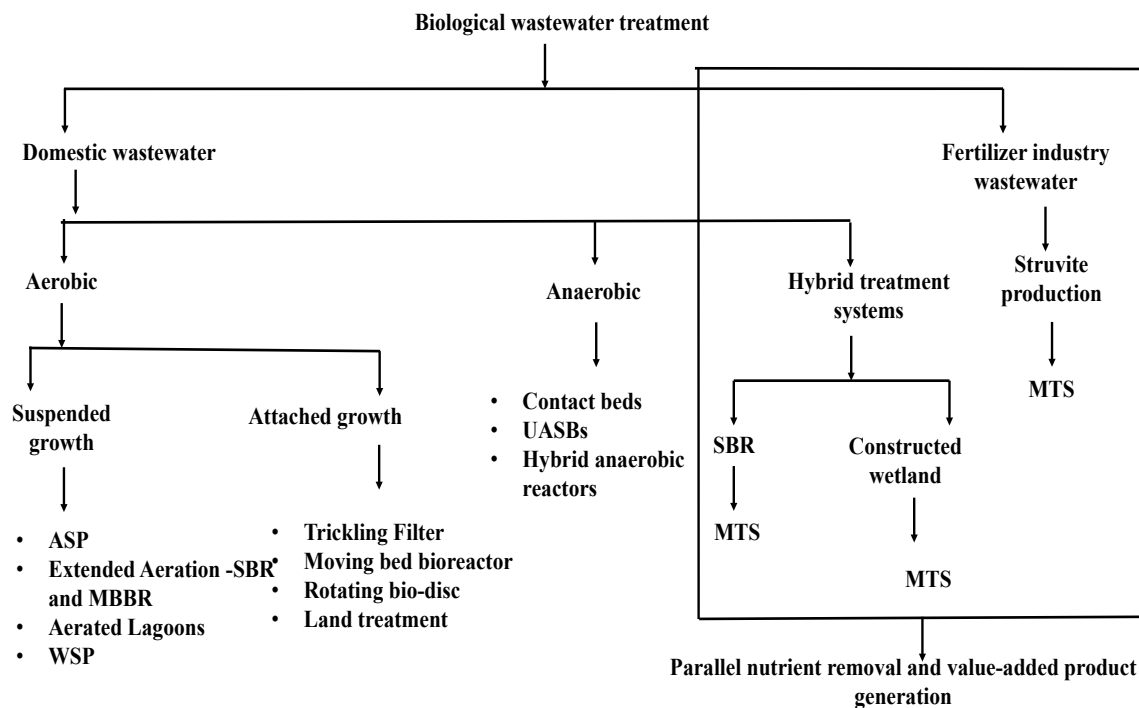 Biological wastewater treatment
Domestic wastewater
Fertilizer industry
wastewater
Aerobic
Anaerobic
Hybrid treatment
systems
Struvite
production
MTS
Suspended
growth
Attached growth
• Contact beds
• UASBs
• Hybrid anaerobic
reactors
SBR
Constructed
wetland
MTS
MTS
• ASP
• Extended Aeration -SBR
and MBBR
• Aerated Lagoons
• WSP
• Trickling Filter
• Moving bed bioreactor
• Rotating bio-disc
• Land treatment
Parallel nutrient removal and value-added product
generation